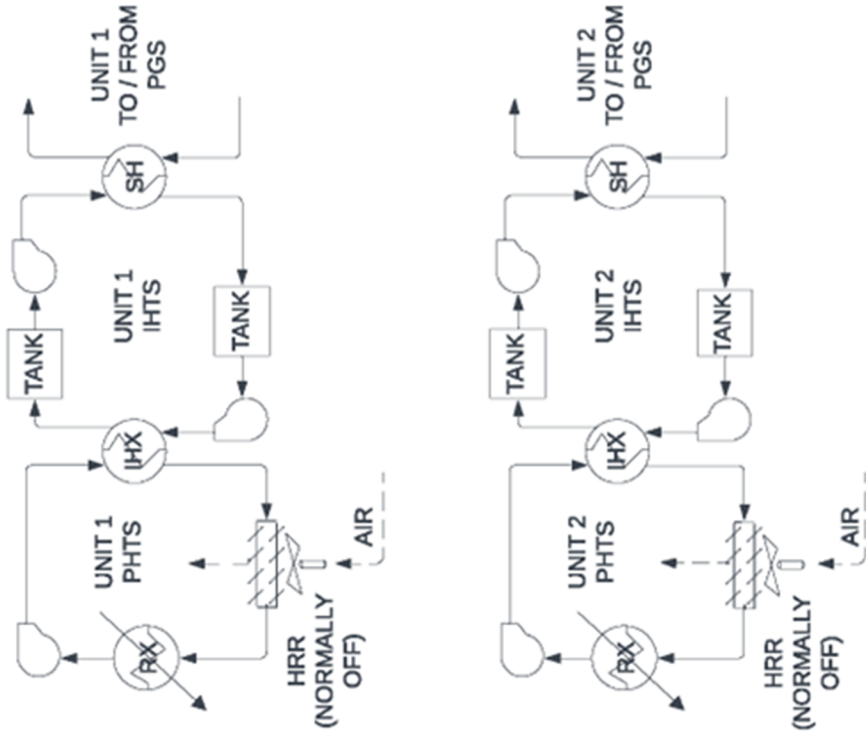 RX
HRR
(NORMALLY
OFF)
UNIT 1
PHTS
AIR
IHX
TANK
UNIT 1
IHTS
TANK
SH
UNIT 1
TO / FROM
PGS
RX
HRR
(NORMALLY
OFF)
UNIT 2
PHTS
AIR
IHX
TANK
UNIT 2
IHTS
TANK
SH
UNIT 2
TO / FROM
PGS